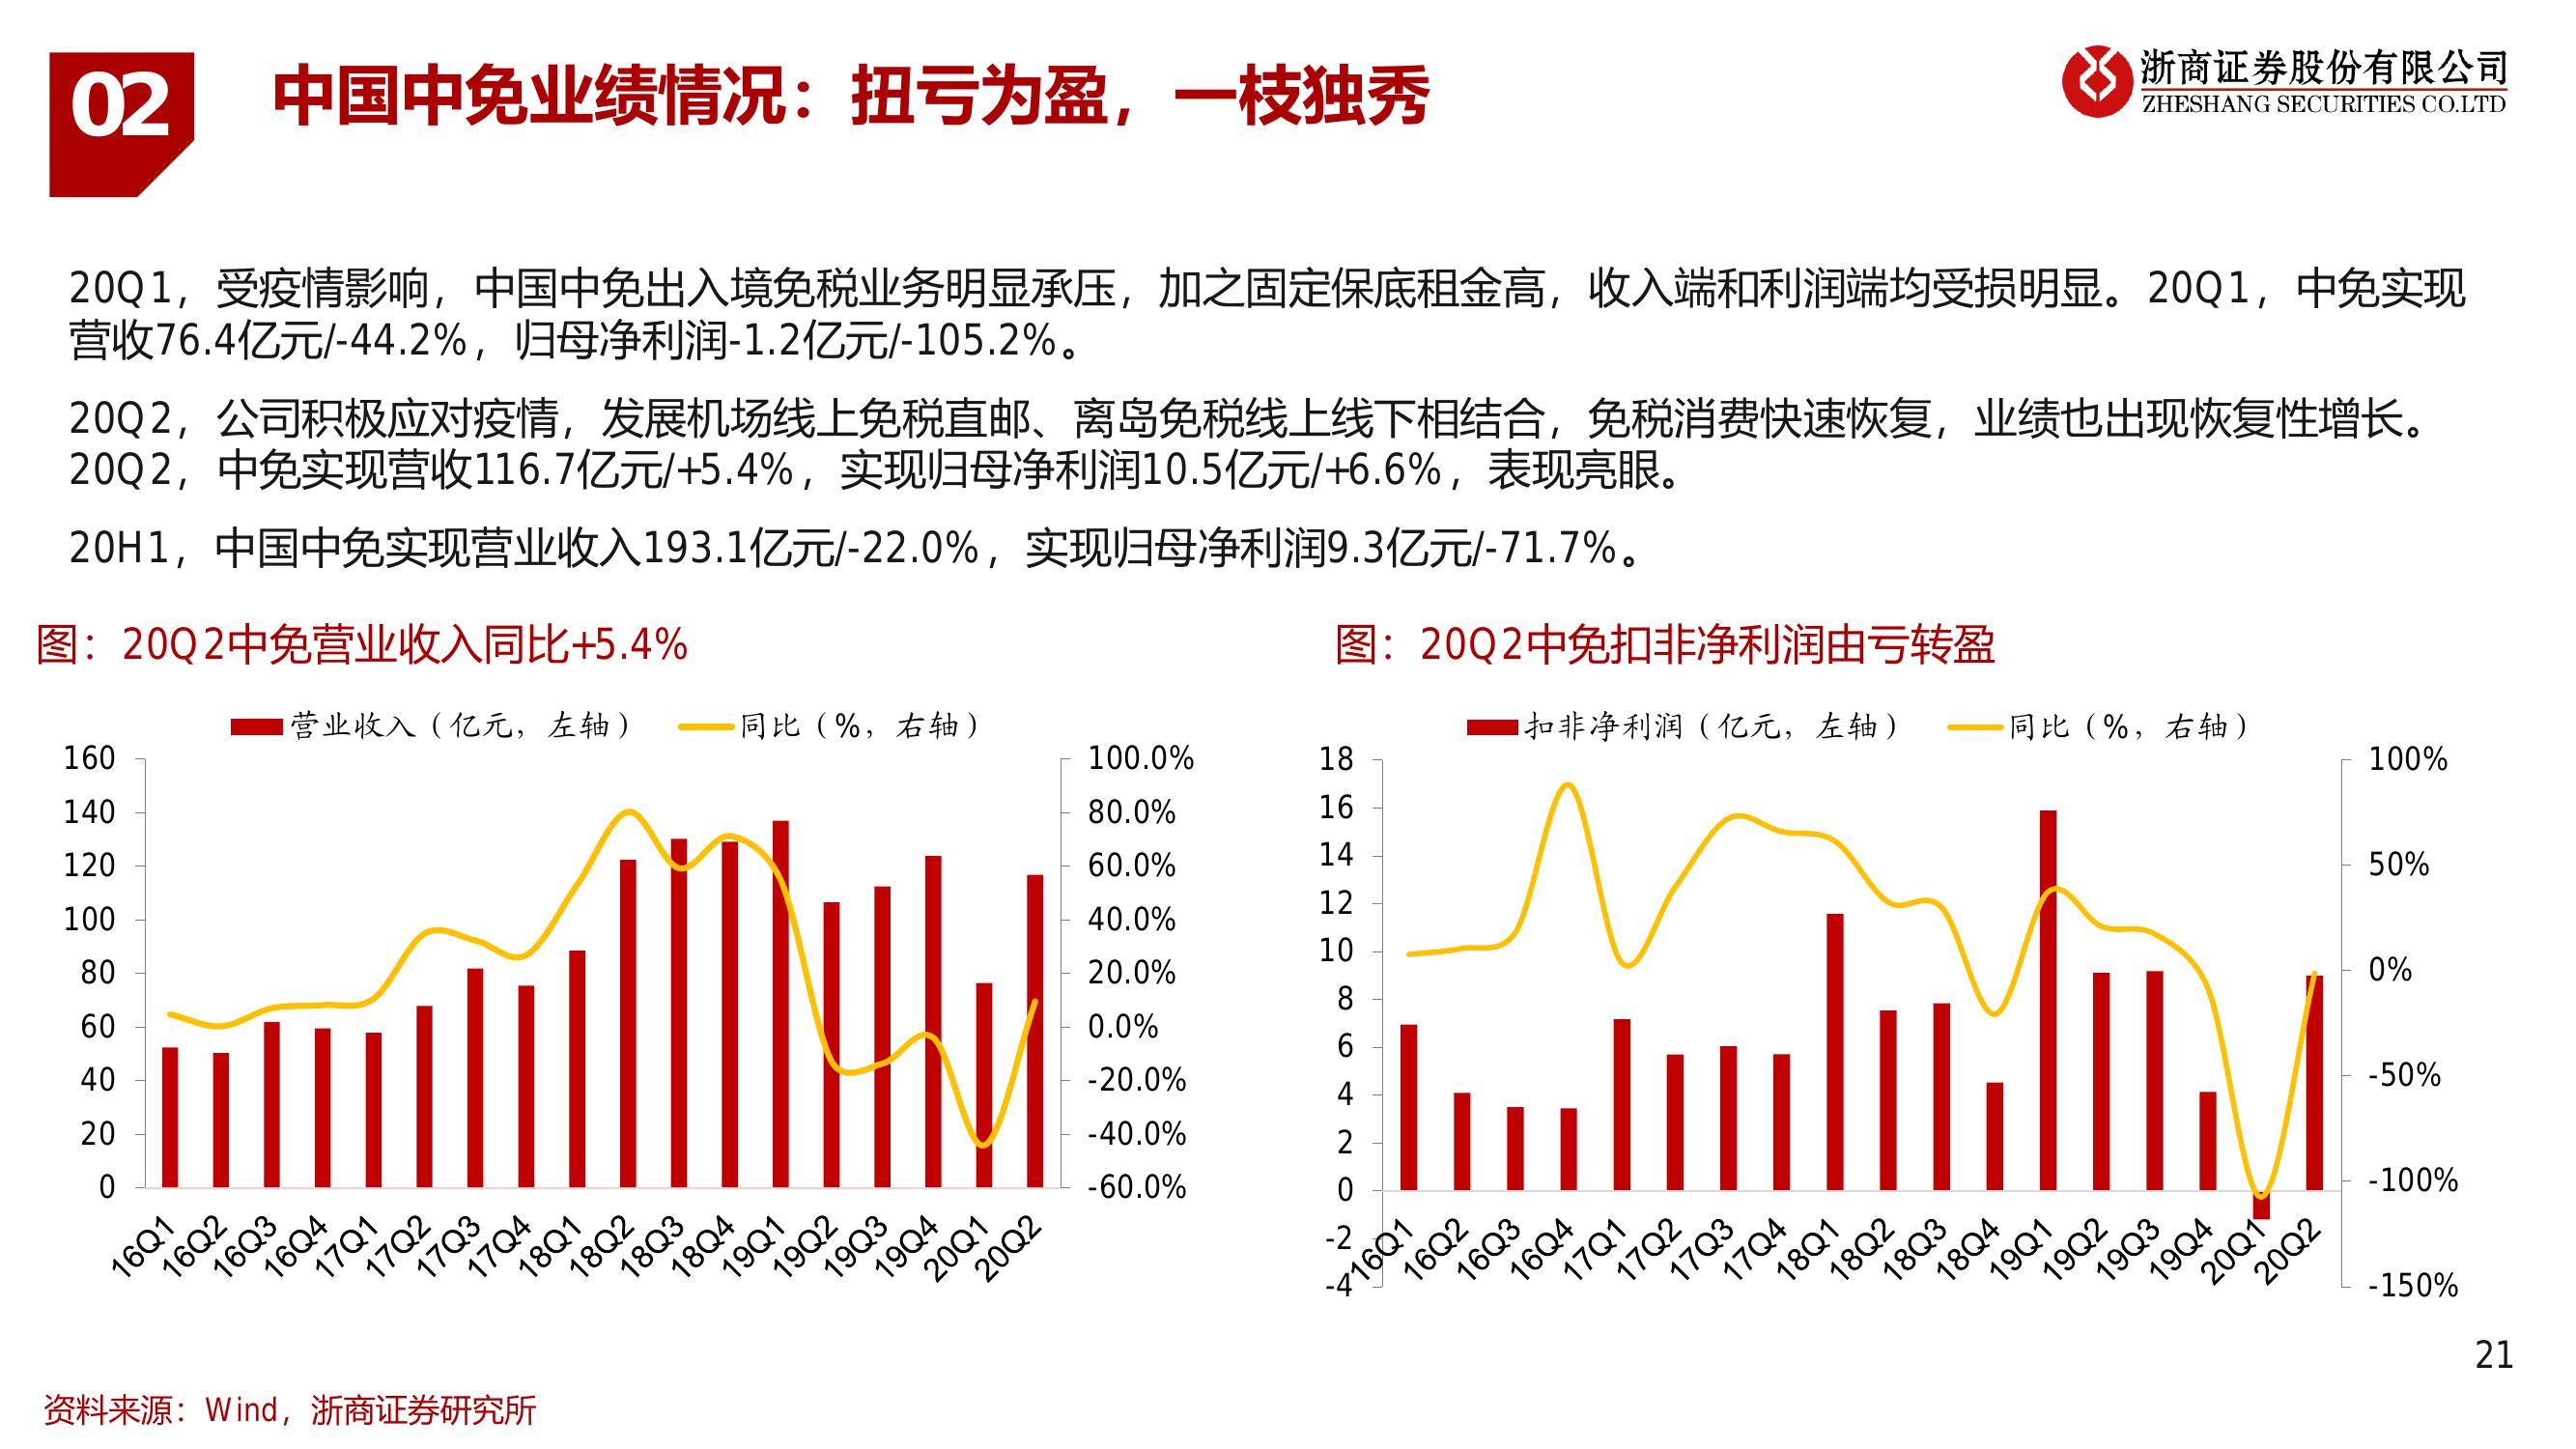 02
中国中免业绩情况：扭亏为盈，一枝独秀
浙商证券股份有限公司
ZHESHANG SECURITIES CO.LTD
20Q1，受疫情影响，中国中免出入境免税业务明显承压，加之固定保底租金高，收入端和利润端均受损明显。20Q1，中免实现
营收76.4亿元/-44.2%，归母净利润-1.2亿元/-105.2%。
20Q2，公司积极应对疫情，发展机场线上免税直邮、离岛免税线上线下相结合，免税消费快速恢复，业绩也出现恢复性增长。
20Q2，中免实现营收116.7亿元/+5.4%，实现归母净利润10.5亿元/+6.6%，表现亮眼。
20H1，中国中免实现营业收入193.1亿元/-22.0%，实现归母净利润9.3亿元/-71.7%。
图：20Q2中免营业收入同比+5.4%
营业收入（亿元，左轴） 同比（%，右轴）
160
140
120
100
80
60
40
20
0
100.0%
80.0%
60.0%
40.0%
20.0%
0.0%
-20.0%
-40.0%
-60.0%
16Q1 16Q2 16Q3 16Q4 17Q1 17Q2 17Q3 17Q4 18Q1 18Q2 18Q3 18Q4 19Q1 19Q2 19Q3 19Q4 20Q1 20Q2
图：20Q2中免扣非净利润由亏转盈
扣非净利润（亿元，左轴） 同比（%，右轴）
18
16
14
12
10
8
6
4
2
0
-2
-4
100%
50%
0%
-50%
-100%
-150%
16Q1 16Q2 16Q3 16Q4 17Q1 17Q2 17Q3 17Q4 18Q1 18Q2 18Q3 18Q4 19Q1 19Q2 19Q3 19Q4 20Q1 20Q2
21
资料来源：Wind，浙商证券研究所